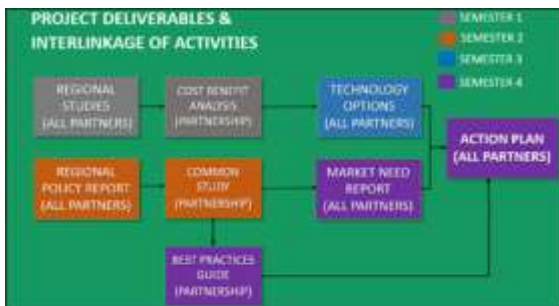 PROJECT DELIVERABLES &
INTERLINKAGE OF ACTIVITIES
SEMESTER 1
SEMESTER 2
SEMESTER 3
SEMESTER 4
REGIONAL
STUDIES
(ALL PARTNERS)
COST BENEFIT
ANALYSIS
(PARTNERSHIP)
TECHNOLOGY
OPTIONS
(ALL PARTNERS)
ACTION PLAN
(ALL PARTNERS)
REGIONAL
POLICY REPORT
(ALL PARTNERS)
COMMON
STUDY
(PARTNERSHIP)
MARKET NEED
REPORT
(ALL PARTNERS)
BEST PRACTICES
GUIDE
(PARTNERSHIP)